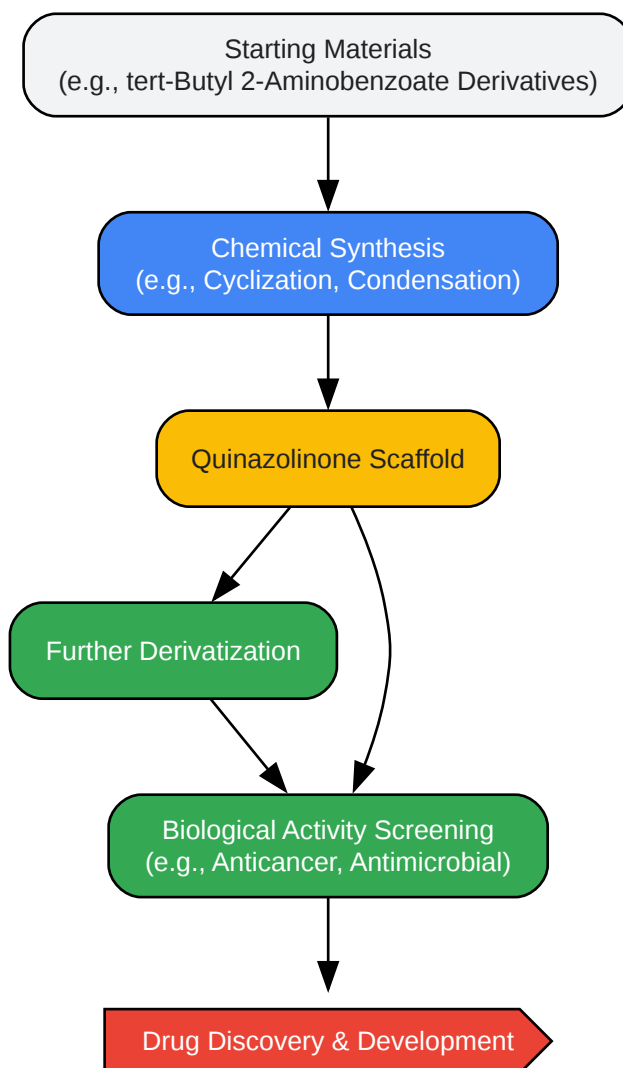 Starting Materials
(e.g., tert-Butyl 2-Aminobenzoate Derivatives)
Chemical Synthesis
(e.g., Cyclization, Condensation)
Quinazolinone Scaffold
Further Derivatization
Biological Activity Screening
(e.g., Anticancer, Antimicrobial)
Drug Discovery & Development